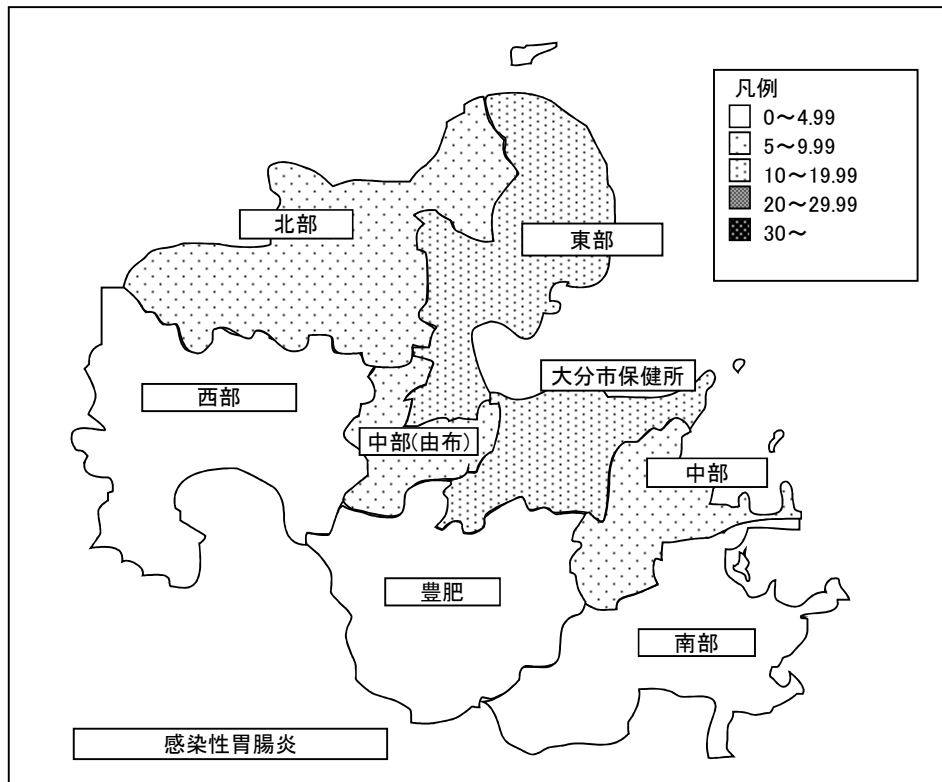 凡例
0～4.99
5～9.99
10～19.99
20～29.99
30～
北部
東部
西部
大分市保健所
中部(由布)
中部
豊肥
南部
感染性胃腸炎